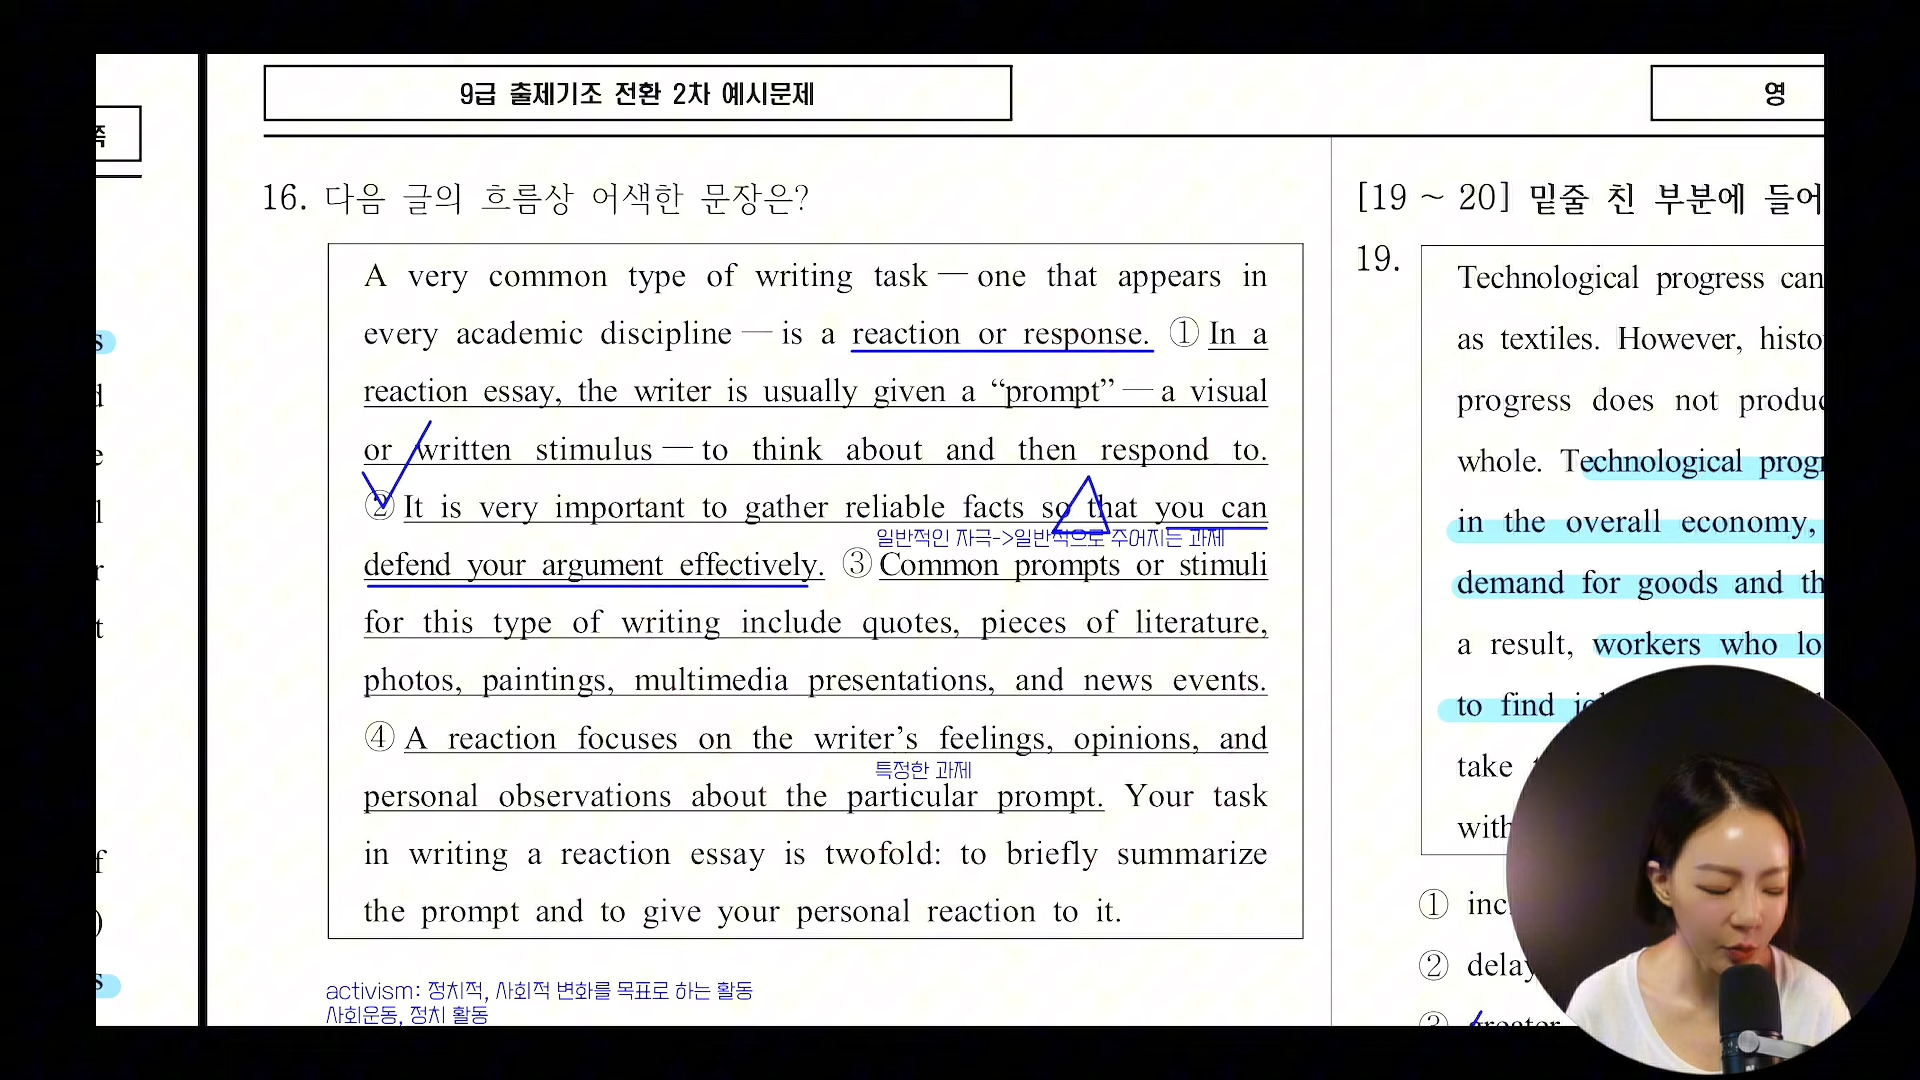 9급 출제기조 전환 2차 예시문제
영
16. 다음 글의 흐름상 어색한 문장은?
A very common type of writing task — one that appears in
every academic discipline — is a reaction or response. ① In a
reaction essay, the writer is usually given a “prompt” — a visual
or written stimulus — to think about and then respond to.
② It is very important to gather reliable facts so that you can
일반적인 자극->일반적으로 주어지는 과제
defend your argument effectively. ③ Common prompts or stimuli
for this type of writing include quotes, pieces of literature,
photos, paintings, multimedia presentations, and news events.
④ A reaction focuses on the writer’s feelings, opinions, and
특정한 과제
personal observations about the particular prompt. Your task
in writing a reaction essay is twofold: to briefly summarize
the prompt and to give your personal reaction to it.
activism: 정치적, 사회적 변화를 목표로 하는 활동
사회운동, 정치 활동
[19 ~ 20] 밑줄 친 부분에 들어
19.
Technological progress can
as textiles. However, histo
progress does not produc
whole. Technological progr
in the overall economy,
demand for goods and th
a result, workers who lo
to find
take
with
①
② delay
③ greater